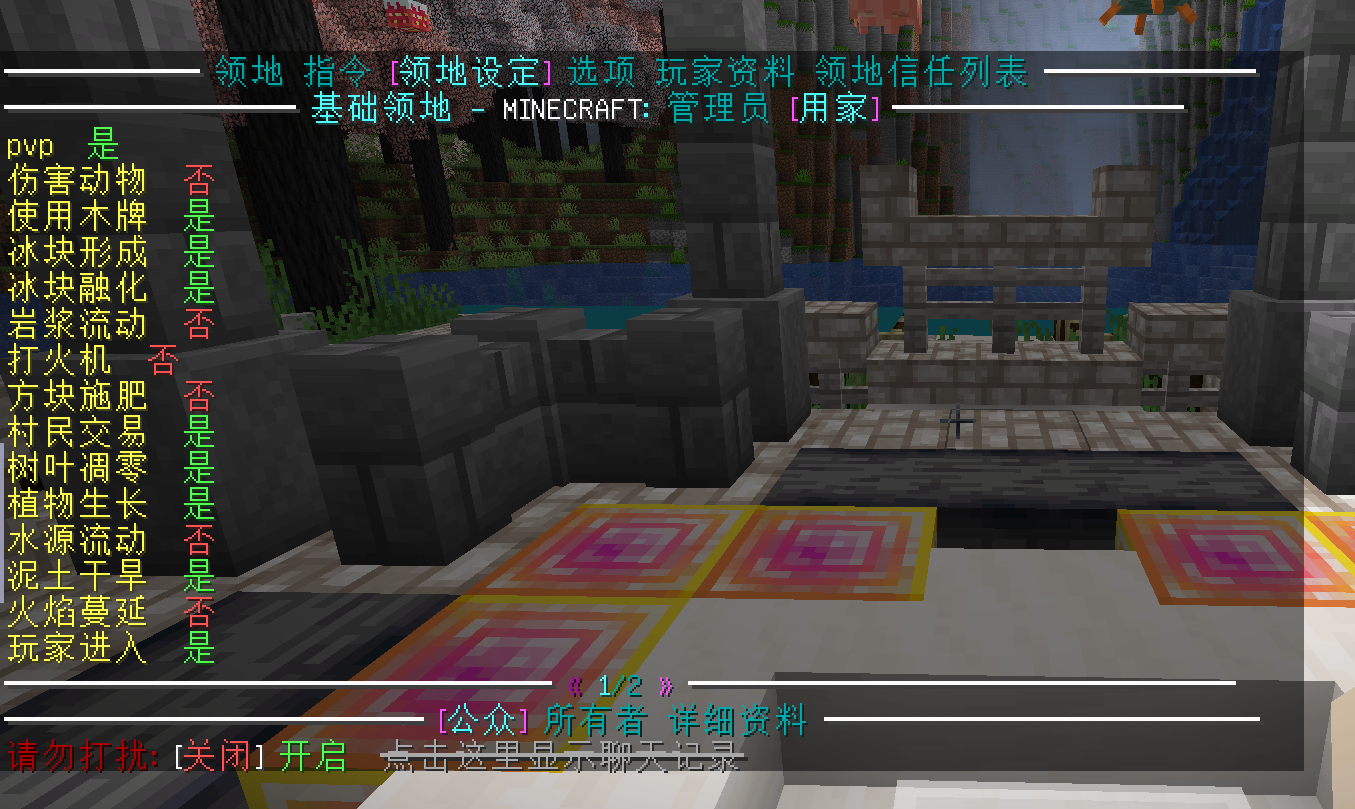 领地 指令 [领地设定] 选项 玩家资料 领地信任列表
基础领地 - MINECRAFT: 管理员 [用家]
pvp 是
伤害动物 否
使用木牌 是
冰块形成 是
冰块融化 是
岩浆流动 否
打火机 否
方块施肥 否
村民交易 是
树叶凋零 是
植物生长 是
水源流动 否
泥土干旱 是
火焰蔓延 否
玩家进入 是
« 1/2 »
[公众] 所有者 详细资料
请勿打扰: [关闭] 开启 点击这里显示聊天记录